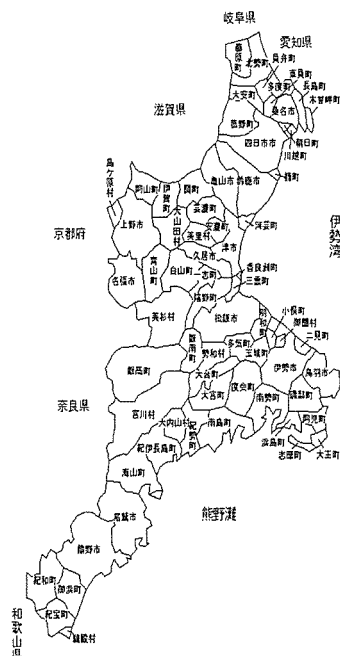 岐阜県
愛知県
藤原町
北勢町
員弁町
東員町
多度町
長島町
木曽岬町
大安町
桑名市
滋賀県
菰野町
四日市市
朝日町
川越町
楠町
島ヶ原村
阿山町
伊賀町
関町
亀山市
鈴鹿市
大山田村
芸濃町
安濃町
美里村
河芸町
津市
京都府
上野市
伊勢湾
青山町
久居市
白山町
一志町
香良洲町
三雲町
名張市
嬉野町
美杉村
松阪市
明和町
小俣町
御薗村
二見町
飯南町
多気町
玉城町
勢和村
伊勢市
鳥羽市
飯高町
大台町
度会町
南勢町
磯部町
大宮町
奈良県
宮川村
大内山村
紀勢町
南島町
浜島町
阿児町
志摩町
大王町
紀伊長島町
海山町
尾鷲市
熊野灘
熊野市
紀和町
御浜町
紀宝町
鵜殿村
和歌山県